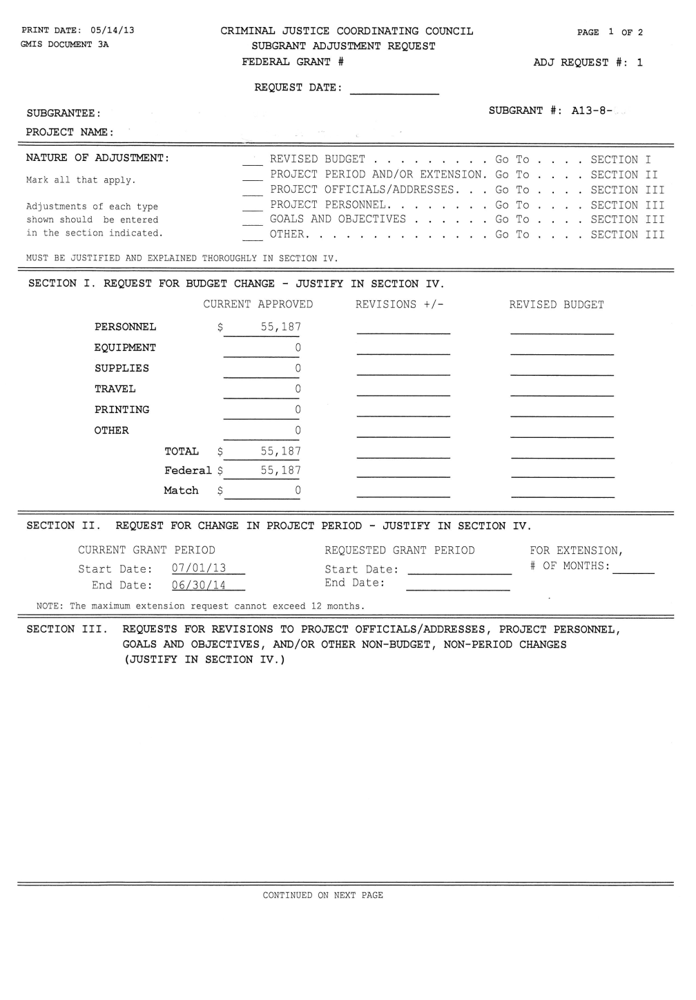 PRINT DATE: 05/14/13 CRIMINAL JUSTICE COORDINATING COUNCIL PAGE 1 OF 2
GMIS DOCUMENT 3A SUBGRANT ADJUSTMENT REQUEST
FEDERAL GRANT # ADJ REQUEST #: 1
REQUEST DATE: ____________
SUBGRANTEE: SUBGRANT #: A13-8-
PROJECT NAME:
NATURE OF ADJUSTMENT: ___ REVISED BUDGET . . . . . . . . . Go To . . . . SECTION I
___ PROJECT PERIOD AND/OR EXTENSION. Go To . . . . SECTION II
Mark all that apply.
___ PROJECT OFFICIALS/ADDRESSES. . . Go To . . . . SECTION III
Adjustments of each type ___ PROJECT PERSONNEL. . . . . . . . Go To . . . . SECTION III
shown should be entered ___ GOALS AND OBJECTIVES . . . . . . Go To . . . . SECTION III
in the section indicated. ___ OTHER. . . . . . . . . . . . . . Go To . . . . SECTION III
MUST BE JUSTIFIED AND EXPLAINED THOROUGHLY IN SECTION IV.
SECTION I. REQUEST FOR BUDGET CHANGE - JUSTIFY IN SECTION IV.
CURRENT APPROVED REVISIONS +/- REVISED BUDGET
PERSONNEL $ 55,187
EQUIPMENT 0
SUPPLIES 0
TRAVEL 0
PRINTING 0
OTHER 0
TOTAL $ 55,187
Federal $ 55,187
Match $ 0
SECTION II. REQUEST FOR CHANGE IN PROJECT PERIOD - JUSTIFY IN SECTION IV.
CURRENT GRANT PERIOD REQUESTED GRANT PERIOD FOR EXTENSION,
Start Date: 07/01/13 Start Date: ____________ # OF MONTHS: ______
End Date: 06/30/14 End Date: ____________
NOTE: The maximum extension request cannot exceed 12 months.
SECTION III. REQUESTS FOR REVISIONS TO PROJECT OFFICIALS/ADDRESSES, PROJECT PERSONNEL,
GOALS AND OBJECTIVES, AND/OR OTHER NON-BUDGET, NON-PERIOD CHANGES
(JUSTIFY IN SECTION IV.)
CONTINUED ON NEXT PAGE